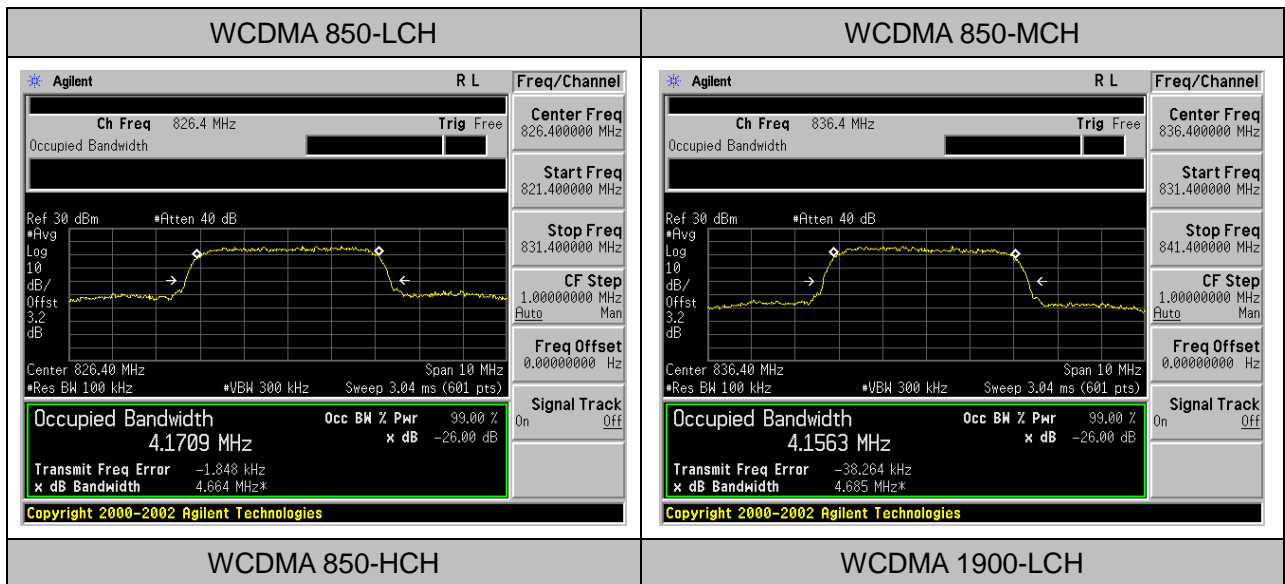 WCDMA 850-LCH
WCDMA 850-MCH
Agilent R L Freq/Channel
Ch Freq 826.4 MHz Trig Free
Occupied Bandwidth
Center Freq
826.400000 MHz
Start Freq
821.400000 MHz
Stop Freq
831.400000 MHz
CF Step
1.00000000 MHz
Auto Man
Freq Offset
0.00000000 Hz
Signal Track
On Off
Ref 30 dBm #Atten 40 dB
#Avg
Log
10
dB/
Offst
3.2
dB
Center 826.40 MHz Span 10 MHz
#Res BW 100 kHz #VBW 300 kHz Sweep 3.04 ms (601 pts)
Occupied Bandwidth Occ BW % Pwr 99.00 %
4.1709 MHz x dB -26.00 dB
Transmit Freq Error -1.848 kHz
x dB Bandwidth 4.664 MHz*
Copyright 2000-2002 Agilent Technologies
Agilent R L Freq/Channel
Ch Freq 836.4 MHz Trig Free
Occupied Bandwidth
Center Freq
836.400000 MHz
Start Freq
831.400000 MHz
Stop Freq
841.400000 MHz
CF Step
1.00000000 MHz
Auto Man
Freq Offset
0.00000000 Hz
Signal Track
On Off
Ref 30 dBm #Atten 40 dB
#Avg
Log
10
dB/
Offst
3.2
dB
Center 836.40 MHz Span 10 MHz
#Res BW 100 kHz #VBW 300 kHz Sweep 3.04 ms (601 pts)
Occupied Bandwidth Occ BW % Pwr 99.00 %
4.1563 MHz x dB -26.00 dB
Transmit Freq Error -38.264 kHz
x dB Bandwidth 4.685 MHz*
Copyright 2000-2002 Agilent Technologies
WCDMA 850-HCH
WCDMA 1900-LCH